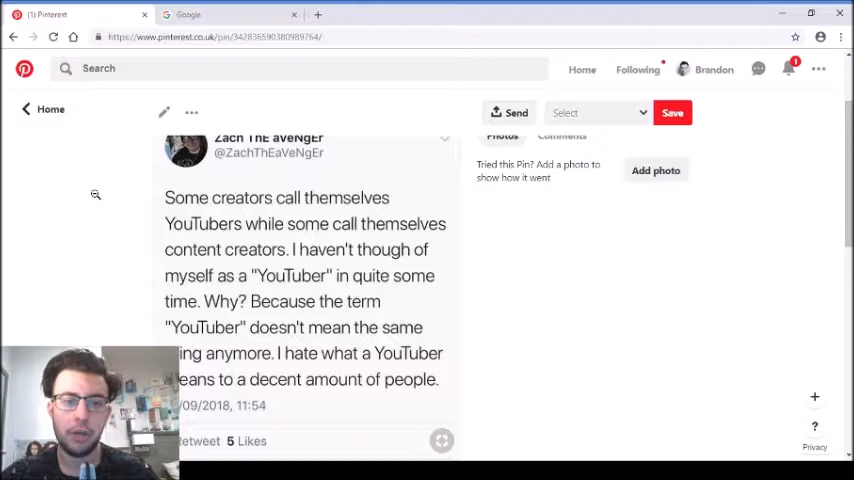 (1) Pinterest
Google
https://www.pinterest.co.uk/pin/342836590380989764/
Search
Home
Following
Brandon
1
Home
Send
Select
Save
Zach ThE aveNgEr
@ZachThEaVeNgEr
Photos
Comments
Tried this Pin? Add a photo to
show how it went
Add photo
Some creators call themselves
YouTubers while some call themselves
content creators. I haven't though of
myself as a "YouTuber" in quite some
time. Why? Because the term
"YouTuber" doesn't mean the same
ing anymore. I hate what a YouTuber
eans to a decent amount of people.
/09/2018, 11:54
etweet 5 Likes
Privacy